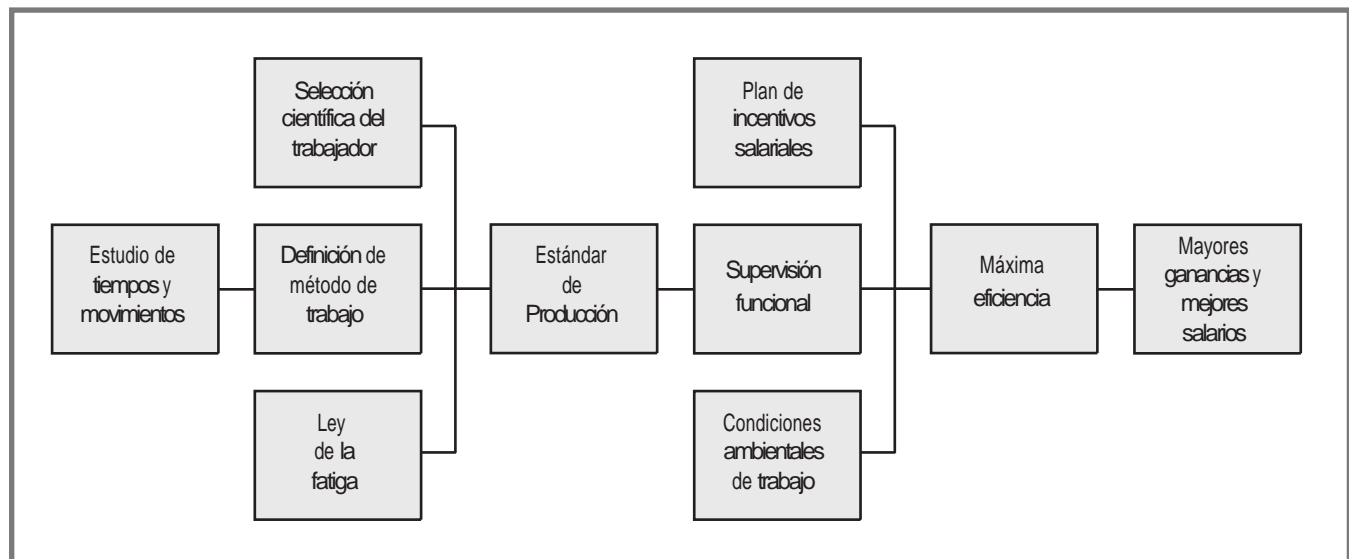 Selección
científica del
trabajador
Plan de
incentivos
salariales
Estudio de
tiempos y
movimientos
Definición de
método de
trabajo
Estándar
de
Producción
Supervisión
funcional
Máxima
eficiencia
Mayores
ganancias y
mejores
salarios
Ley
de la
fatiga
Condiciones
ambientales
de trabajo